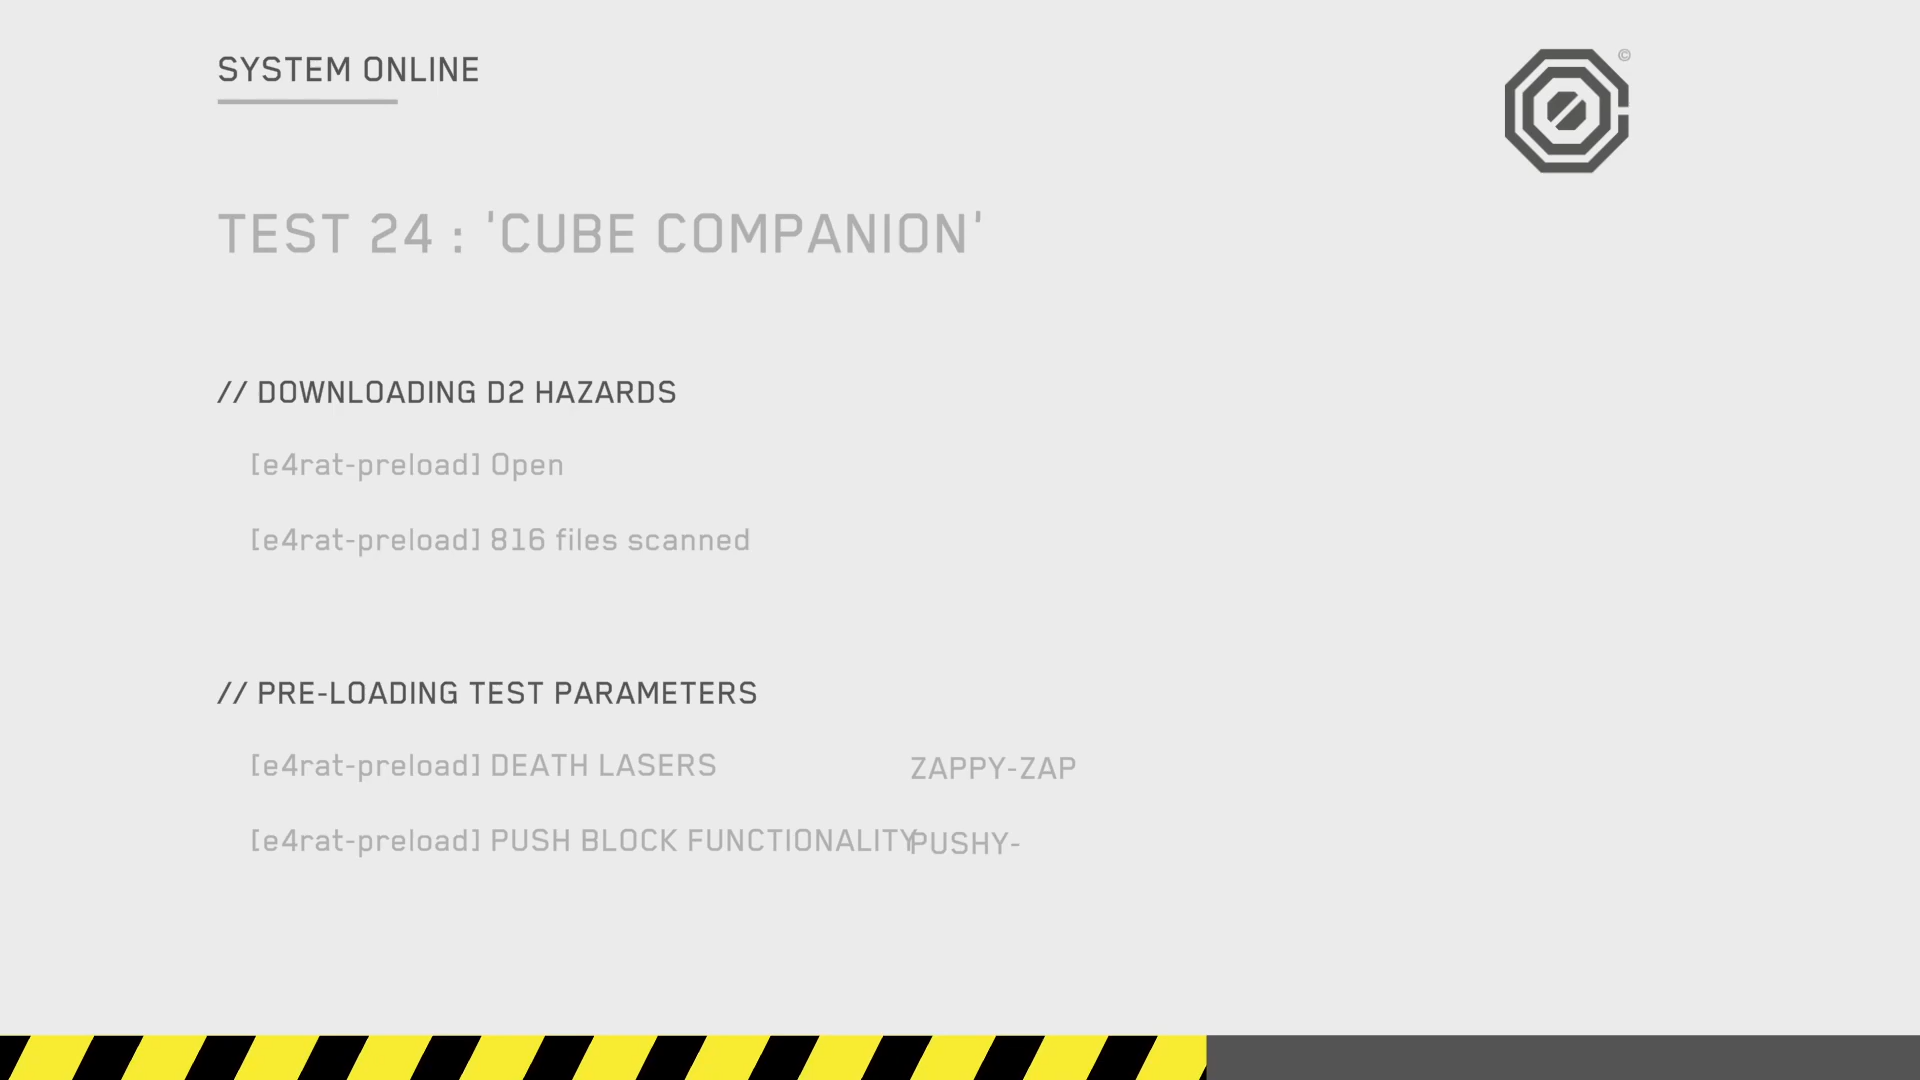 SYSTEM ONLINE
©
TEST 24 : 'CUBE COMPANION'
// DOWNLOADING D2 HAZARDS
[e4rat-preload] Open
[e4rat-preload] 816 files scanned
// PRE-LOADING TEST PARAMETERS
[e4rat-preload] DEATH LASERS ZAPPY-ZAP
[e4rat-preload] PUSH BLOCK FUNCTIONALITY PUSHY-